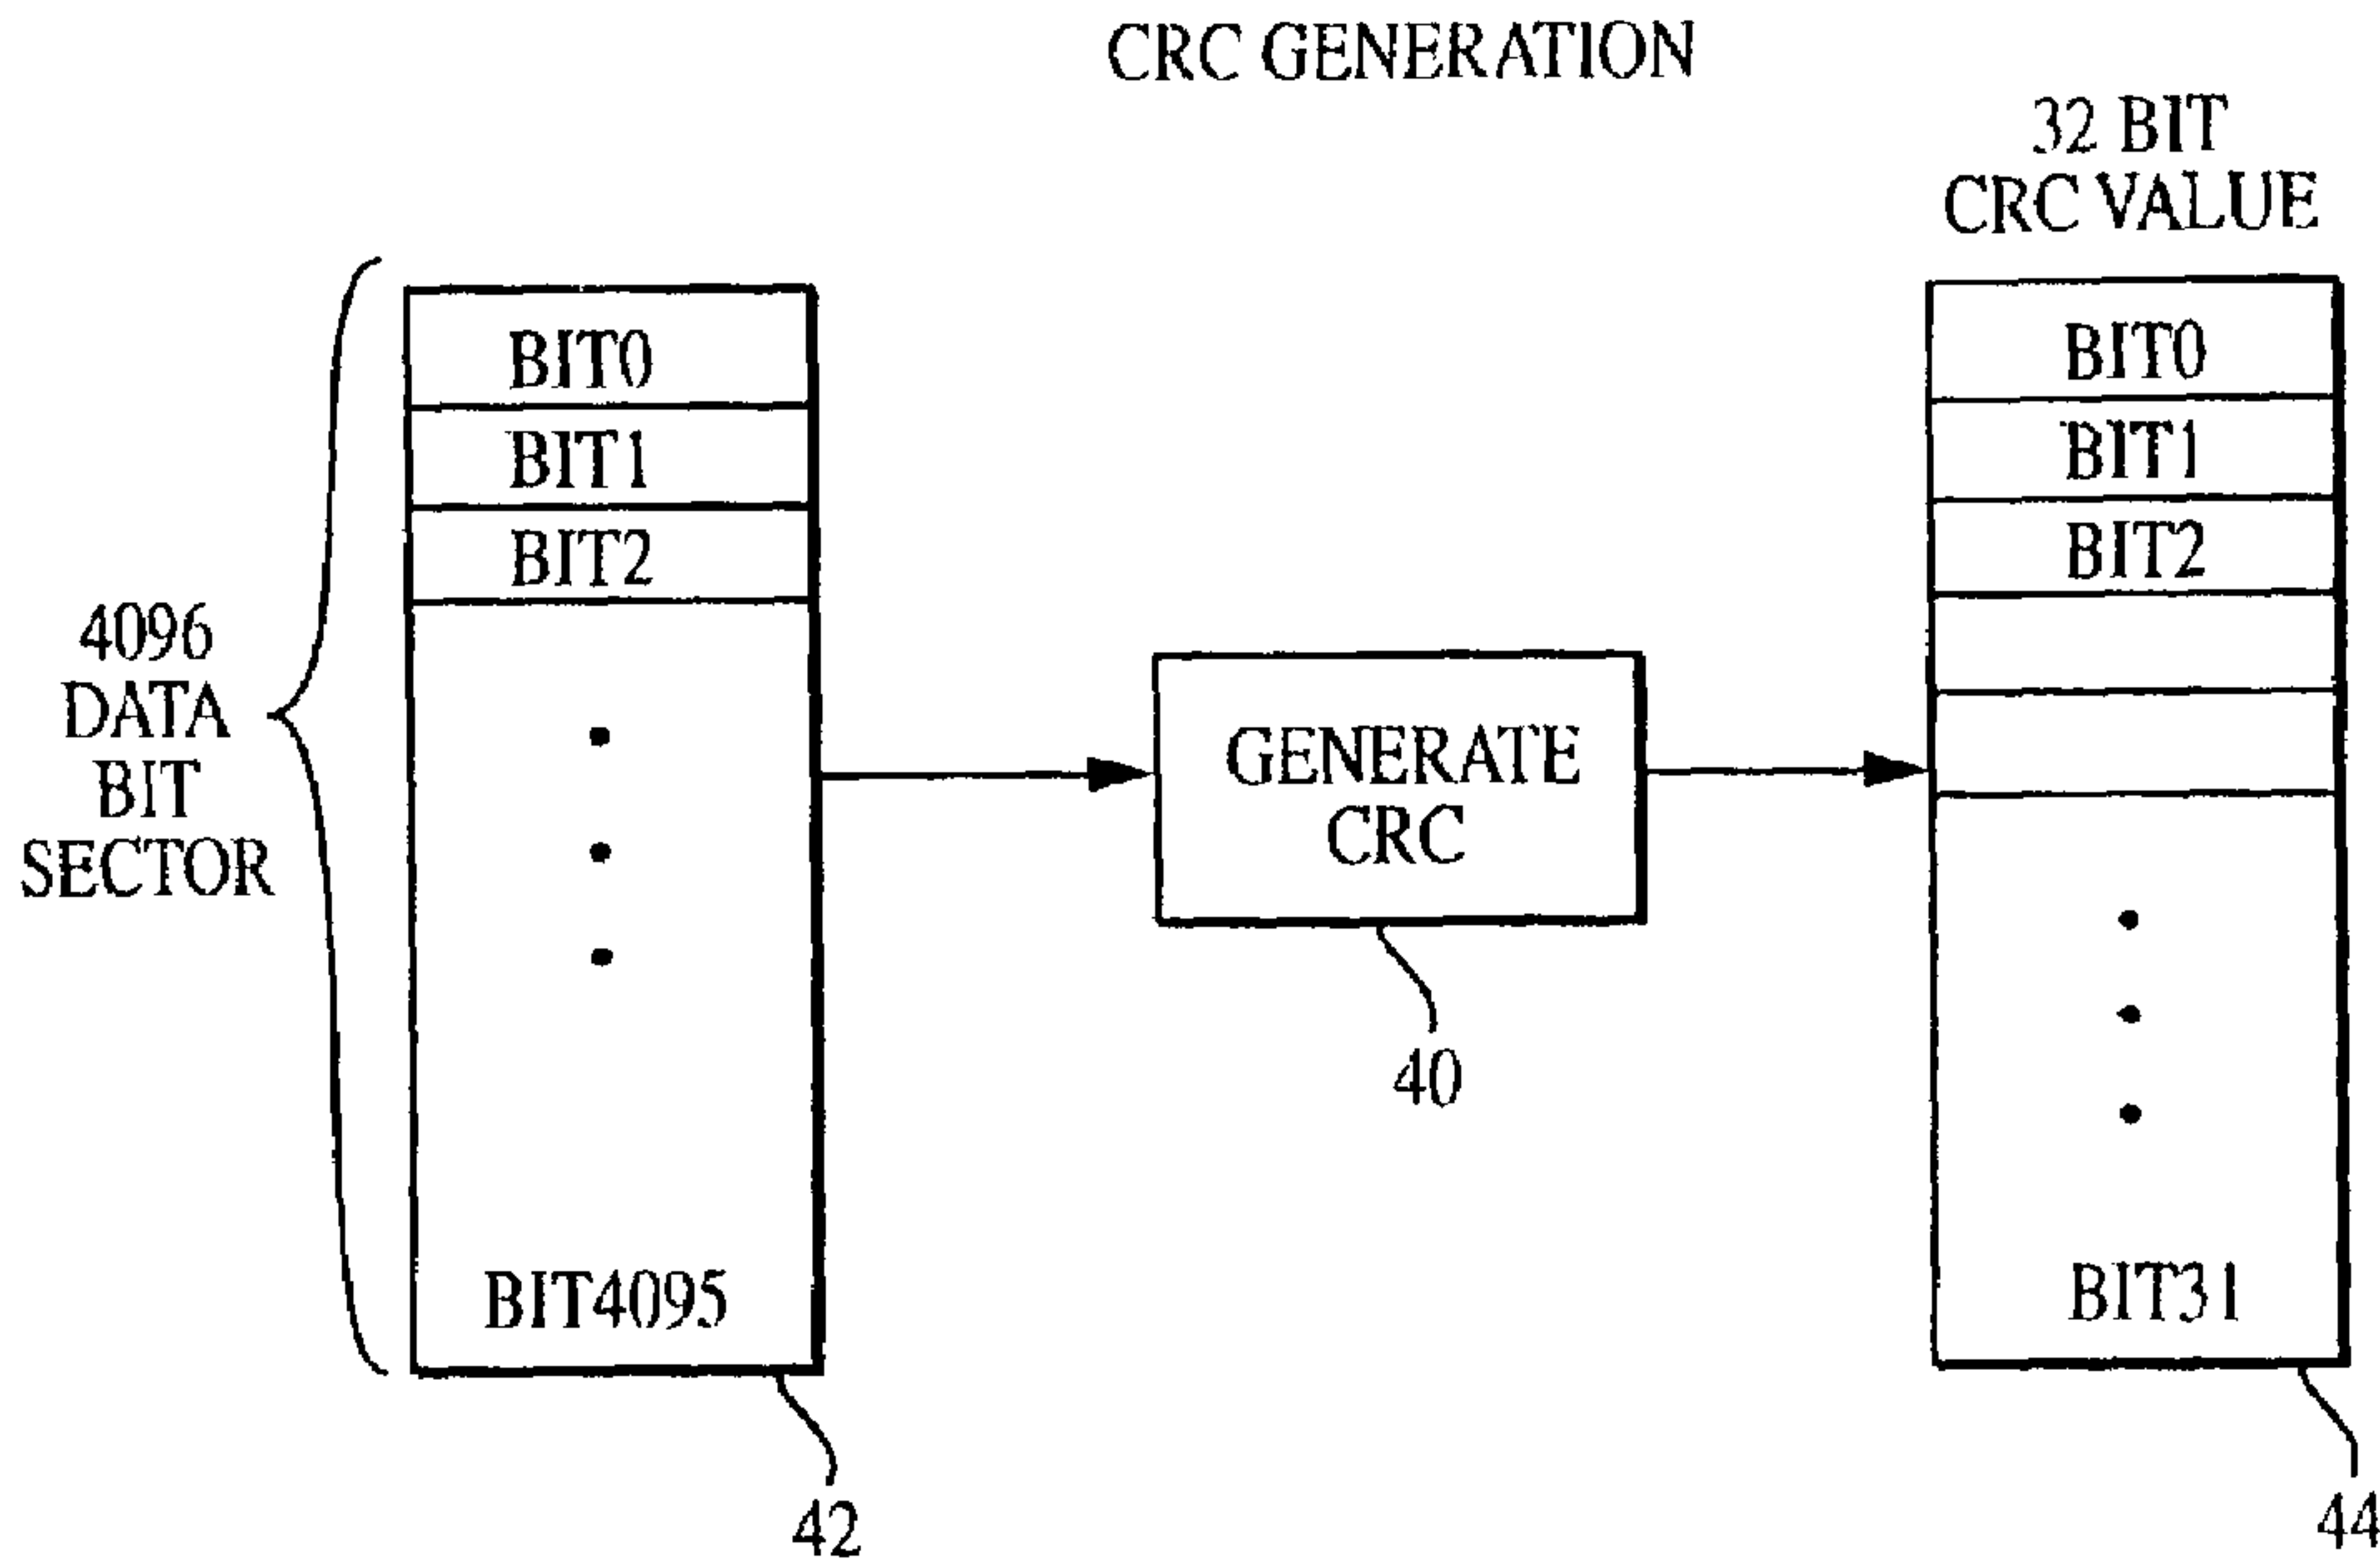 CRC GENERATION
4096
DATA
BIT
SECTOR
BIT0
BIT1
BIT2
BIT4095
42
GENERATE
CRC
40
32 BIT
CRC VALUE
BIT0
BIT1
BIT2
BIT31
44